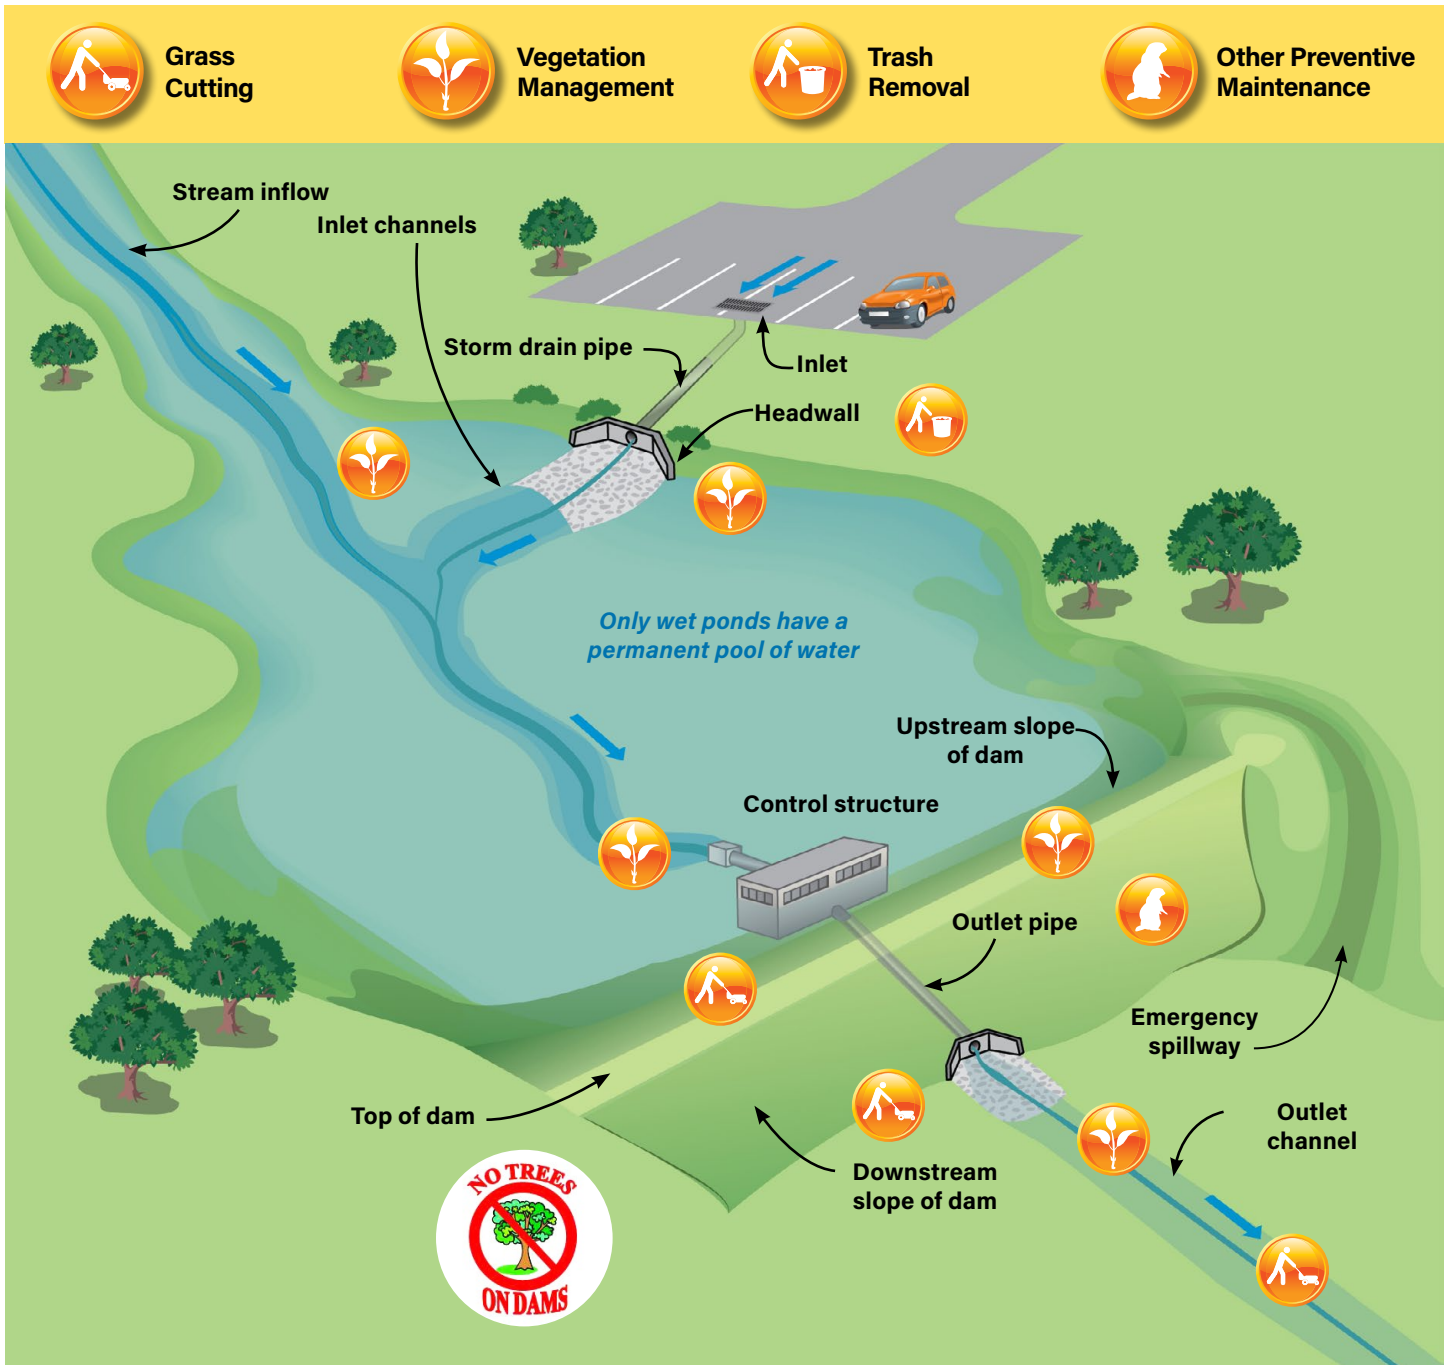 Grass
Cutting
Vegetation
Management
Trash
Removal
Other Preventive
Maintenance
Stream inflow
Inlet channels
Storm drain pipe
Inlet
Headwall
Only wet ponds have a
permanent pool of water
Upstream slope
of dam
Control structure
Outlet pipe
Emergency
spillway
Top of dam
Outlet
channel
Downstream
slope of dam
NO TREES
ON DAMS